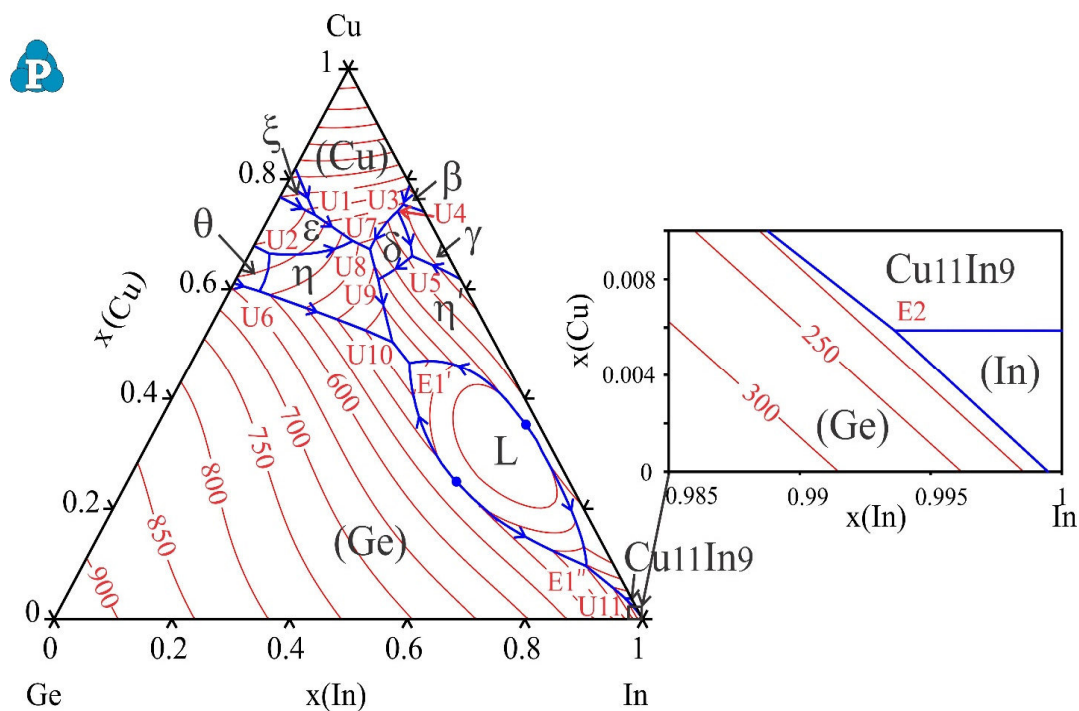 P
Cu
1
ξ
(Cu)
0.8
β
U1
U3
U4
θ
ε
U7
U2
δ
γ
η
U8
U5
x(Cu)
0.6
U9
η'
U6
U10
0.4
E1'
600
700
750
L
800
0.2
(Ge)
850
Cu11In9
900
E1''
U11
0
0
0.2
0.4
0.6
0.8
1
Ge
x(In)
In
0.008
Cu11In9
E2
x(Cu)
250
0.004
(In)
300
(Ge)
0
0.985
0.99
0.995
1
x(In)
In